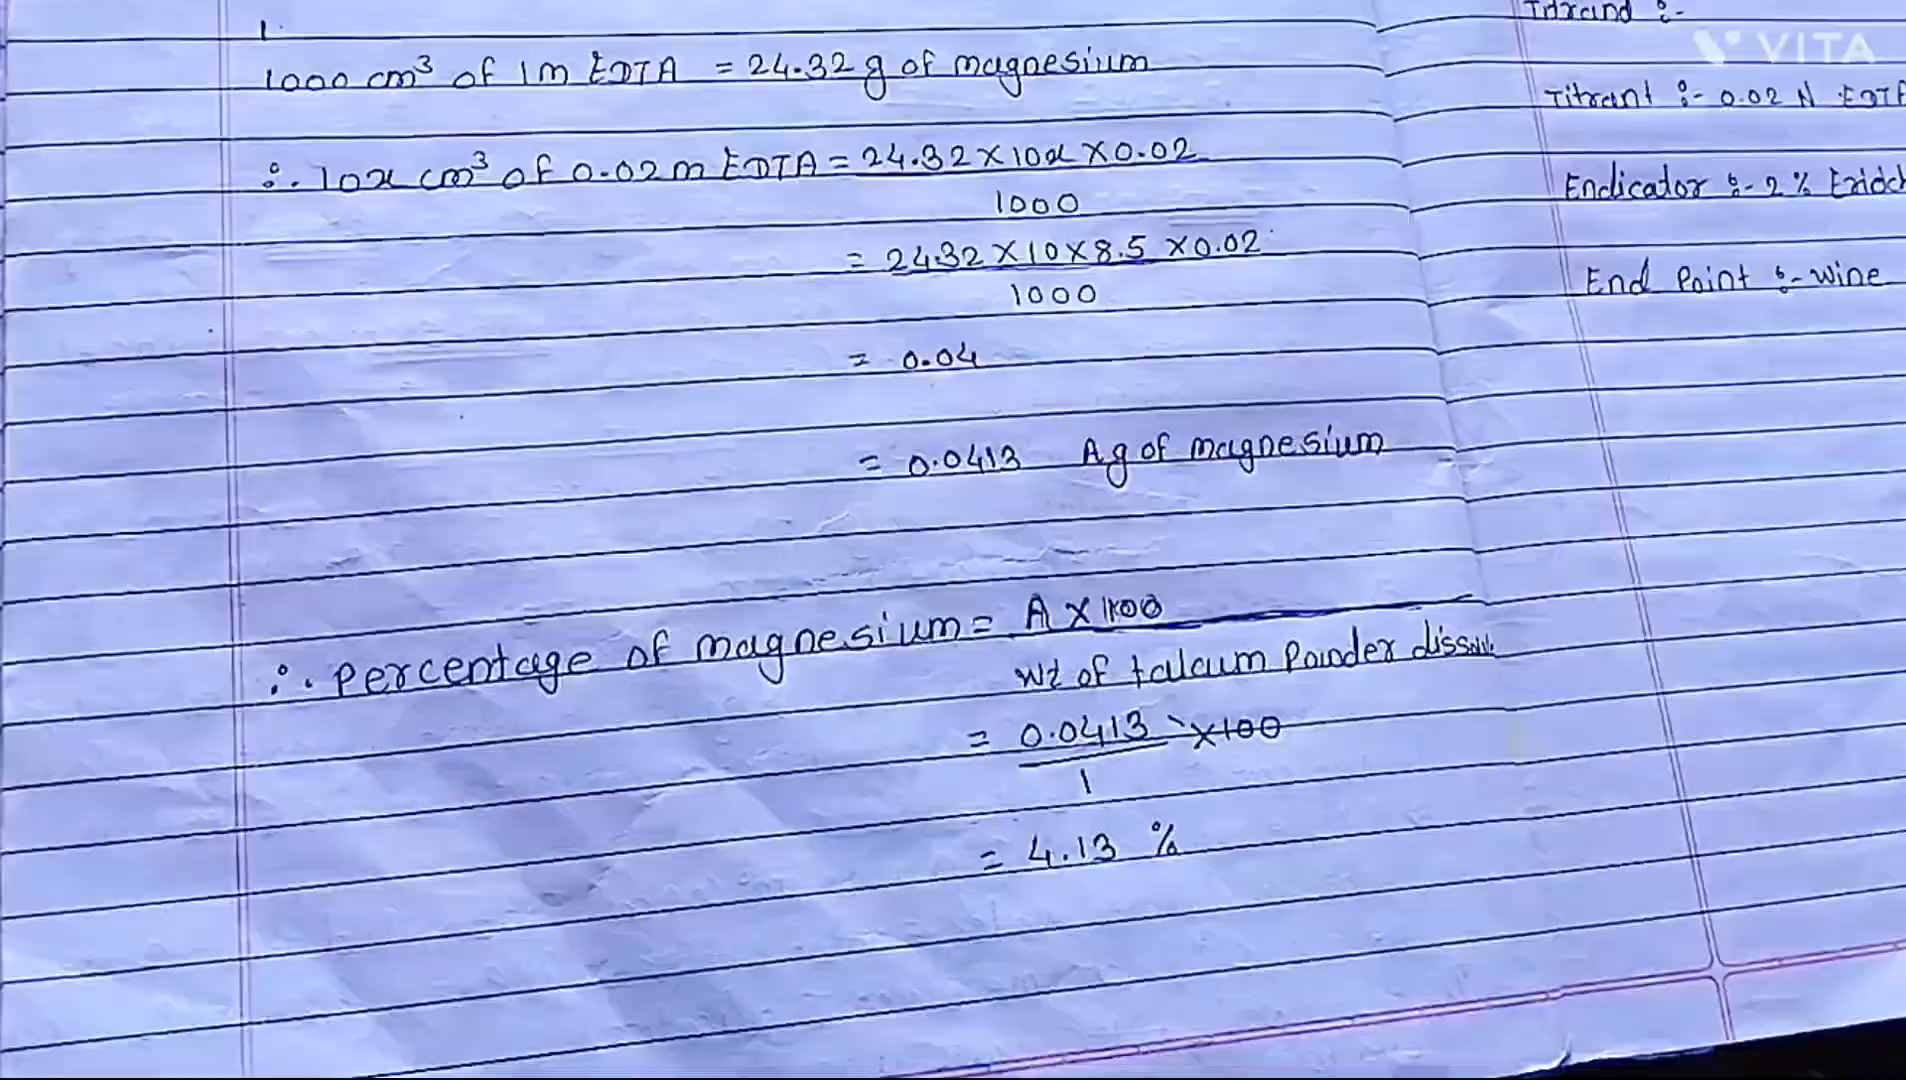 1000 cm³ of 1m EDTA = 24.32 g of magnesium
∴ 10x cm³ of 0.02 m EDTA = 24.32 × 10x × 0.02
1000
= 24.32 × 10 × 8.5 × 0.02
1000
= 0.04
= 0.0413 A g of magnesium
∴ percentage of magnesium = A × 100
wt of talcum Powder
= 0.0413 × 100
1
= 4.13 %
VITA
Titrant :- 0.02 N EDT
Endicator :- 2 %
End Point :- wine